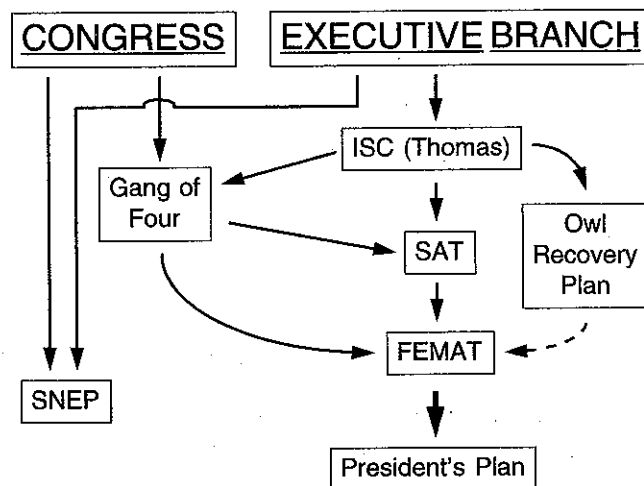 CONGRESS
EXECUTIVE BRANCH
ISC (Thomas)
Gang of
Four
Owl
Recovery
Plan
SAT
FEMAT
SNEP
President's Plan